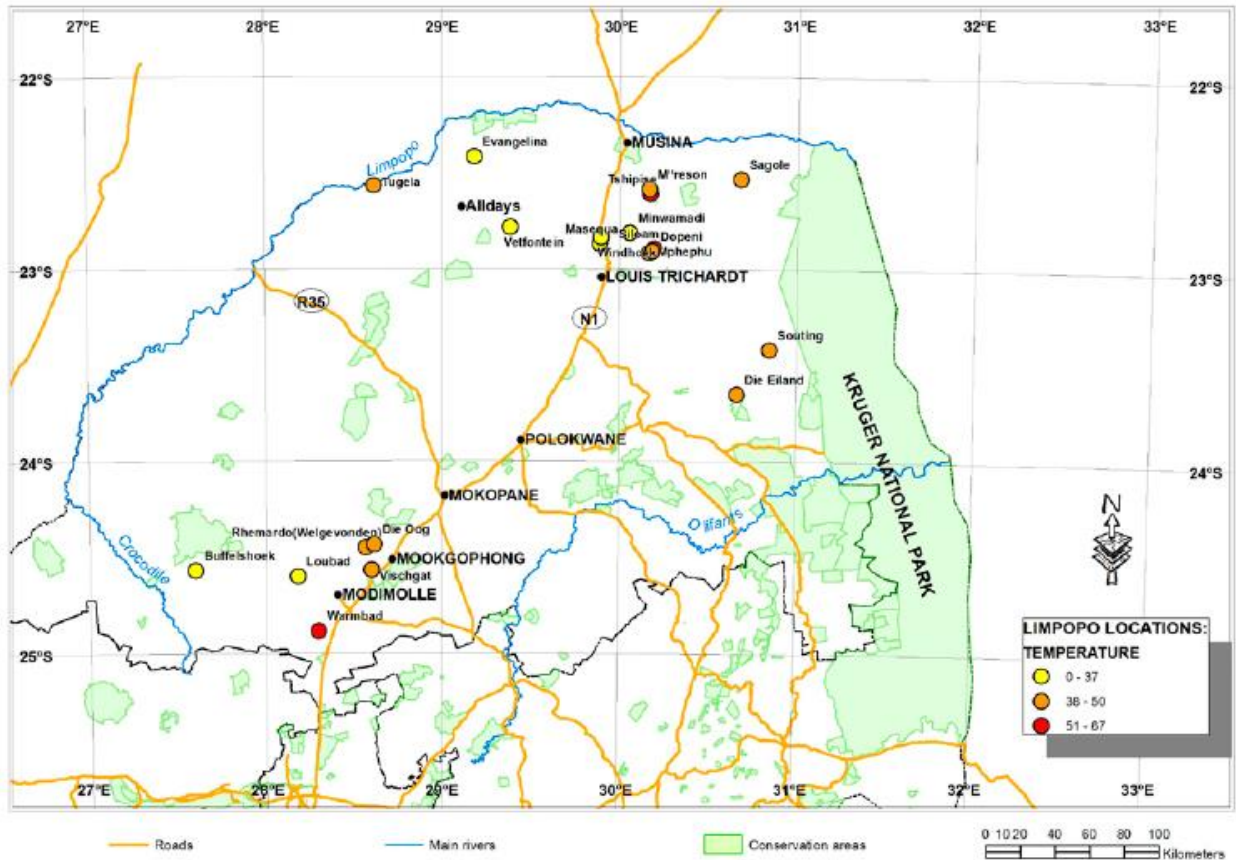 27°E 28°E 29°E 30°E 31°E 32°E 33°E
22°S 22°S
Evangelina
MUSINA
Limpopo
Tugela
Tshipise M''reson
Sagole
Alldays
Vetfontein
Masequa
Minwamadi
Siloam Dopeni
Windhoek Mphephu
23°S 23°S
LOUIS TRICHARDT
R35
N1
Souting
Die Eiland
KRUGER NATIONAL PARK
POLOKWANE
24°S 24°S
MOKOPANE
N
Olifants
Rhemardo(Welgevonden) Die Oog
Crocodile
Buffelshoek
Loubad
MOOKGOPHONG
Vischgat
MODIMOLLE
Warmbad
25°S 25°S
LIMPOPO LOCATIONS:
TEMPERATURE
0 - 37
38 - 50
51 - 67
27°E 28°E 29°E 30°E 31°E 32°E 33°E
Roads Main rivers Conservation areas
0 10 20 40 60 80 100
Kilometers